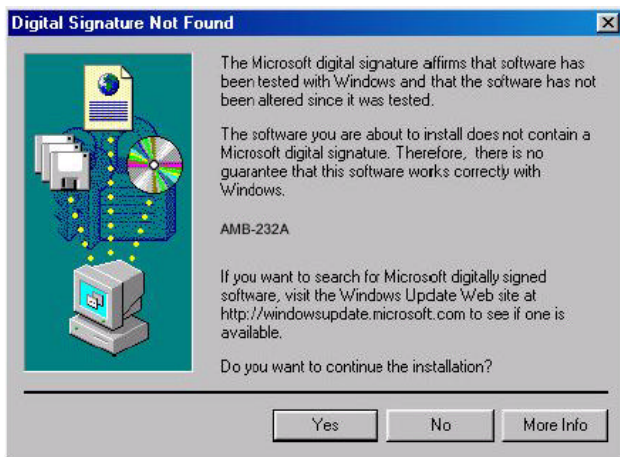 Digital Signature Not Found
The Microsoft digital signature affirms that software has
been tested with Windows and that the software has not
been altered since it was tested.
The software you are about to install does not contain a
Microsoft digital signature. Therefore, there is no
guarantee that this software works correctly with
Windows.
AMB-232A
If you want to search for Microsoft digitally signed
software, visit the Windows Update Web site at
http://windowsupdate.microsoft.com to see if one is
available.
Do you want to continue the installation?
Yes
No
More Info